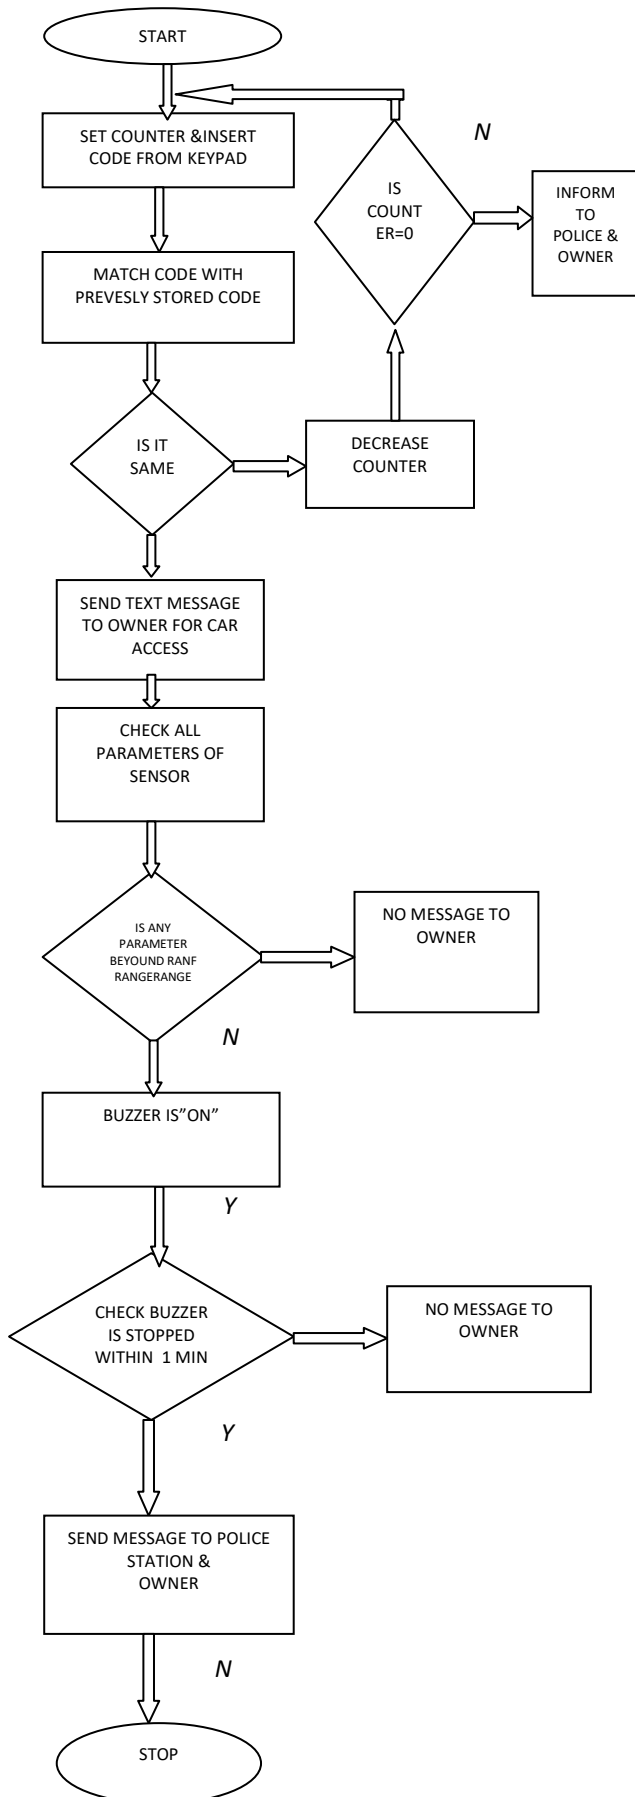 START
SET COUNTER &INSERT
CODE FROM KEYPAD
N
IS
COUNT
ER=0
INFORM
TO
POLICE &
OWNER
MATCH CODE WITH
PREVESLY STORED CODE
IS IT
SAME
DECREASE
COUNTER
SEND TEXT MESSAGE
TO OWNER FOR CAR
ACCESS
CHECK ALL
PARAMETERS OF
SENSOR
IS ANY
PARAMETER
BEYOUND RANF
RANGERANGE
NO MESSAGE TO
OWNER
N
BUZZER IS”ON”
Y
CHECK BUZZER
IS STOPPED
WITHIN 1 MIN
NO MESSAGE TO
OWNER
Y
SEND MESSAGE TO POLICE
STATION &
OWNER
N
STOP